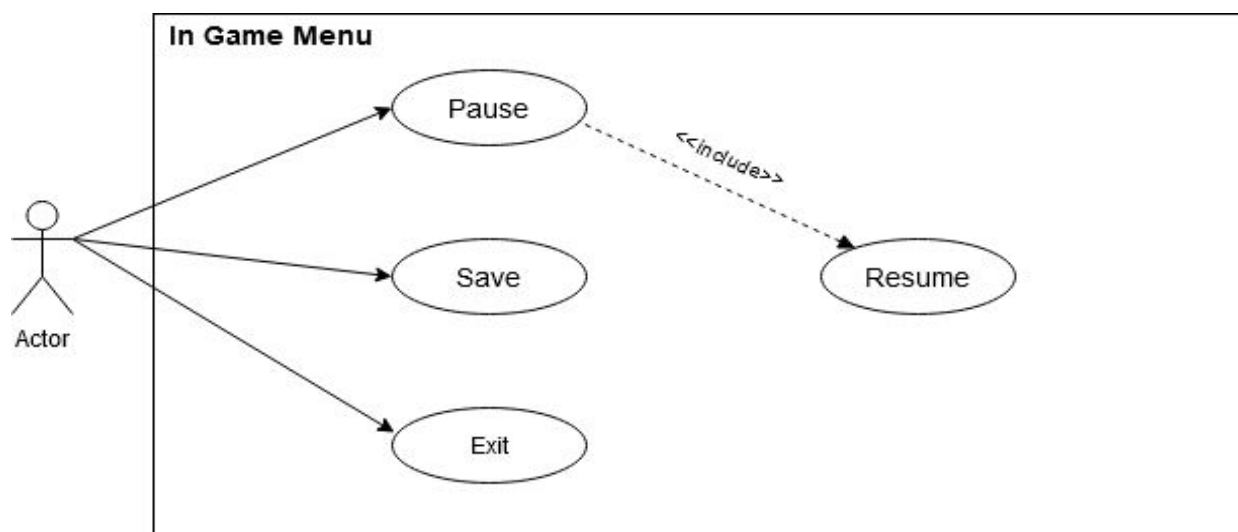 In Game Menu
Pause
<<include>>
Save
Resume
Actor
Exit